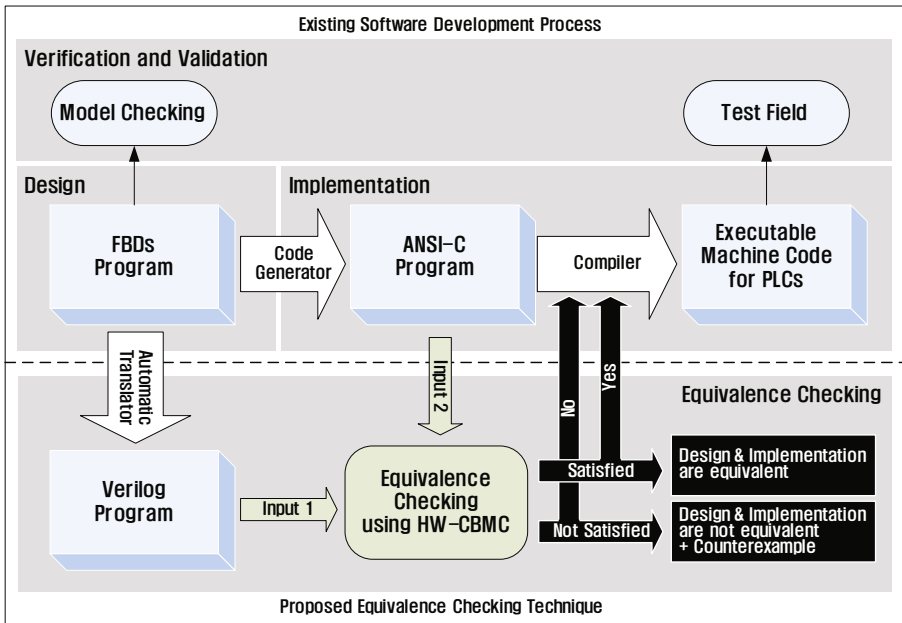 Existing Software Development Process
Verification and Validation
Model Checking
Test Field
Design
Implementation
FBDs
Program
Code
Generator
ANSI-C
Program
Compiler
Executable
Machine Code
for PLCs
Automatic
Translator
Input 2
No
Yes
Equivalence Checking
Verilog
Program
Input 1
Equivalence
Checking
using HW-CBMC
Satisfied
Design & Implementation
are equivalent
Not Satisfied
Design & Implementation
are not equivalent
+ Counterexample
Proposed Equivalence Checking Technique